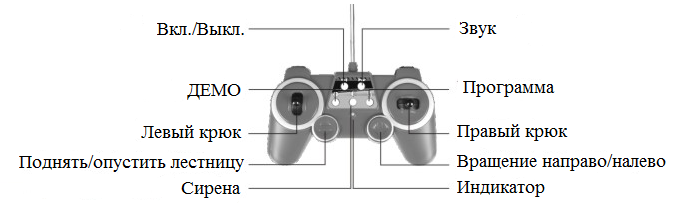 Вкл./Выкл. Звук
ДЕМО Программа
Левый крюк Правый крюк
Поднять/опустить лестницу Вращение направо/налево
Сирена Индикатор